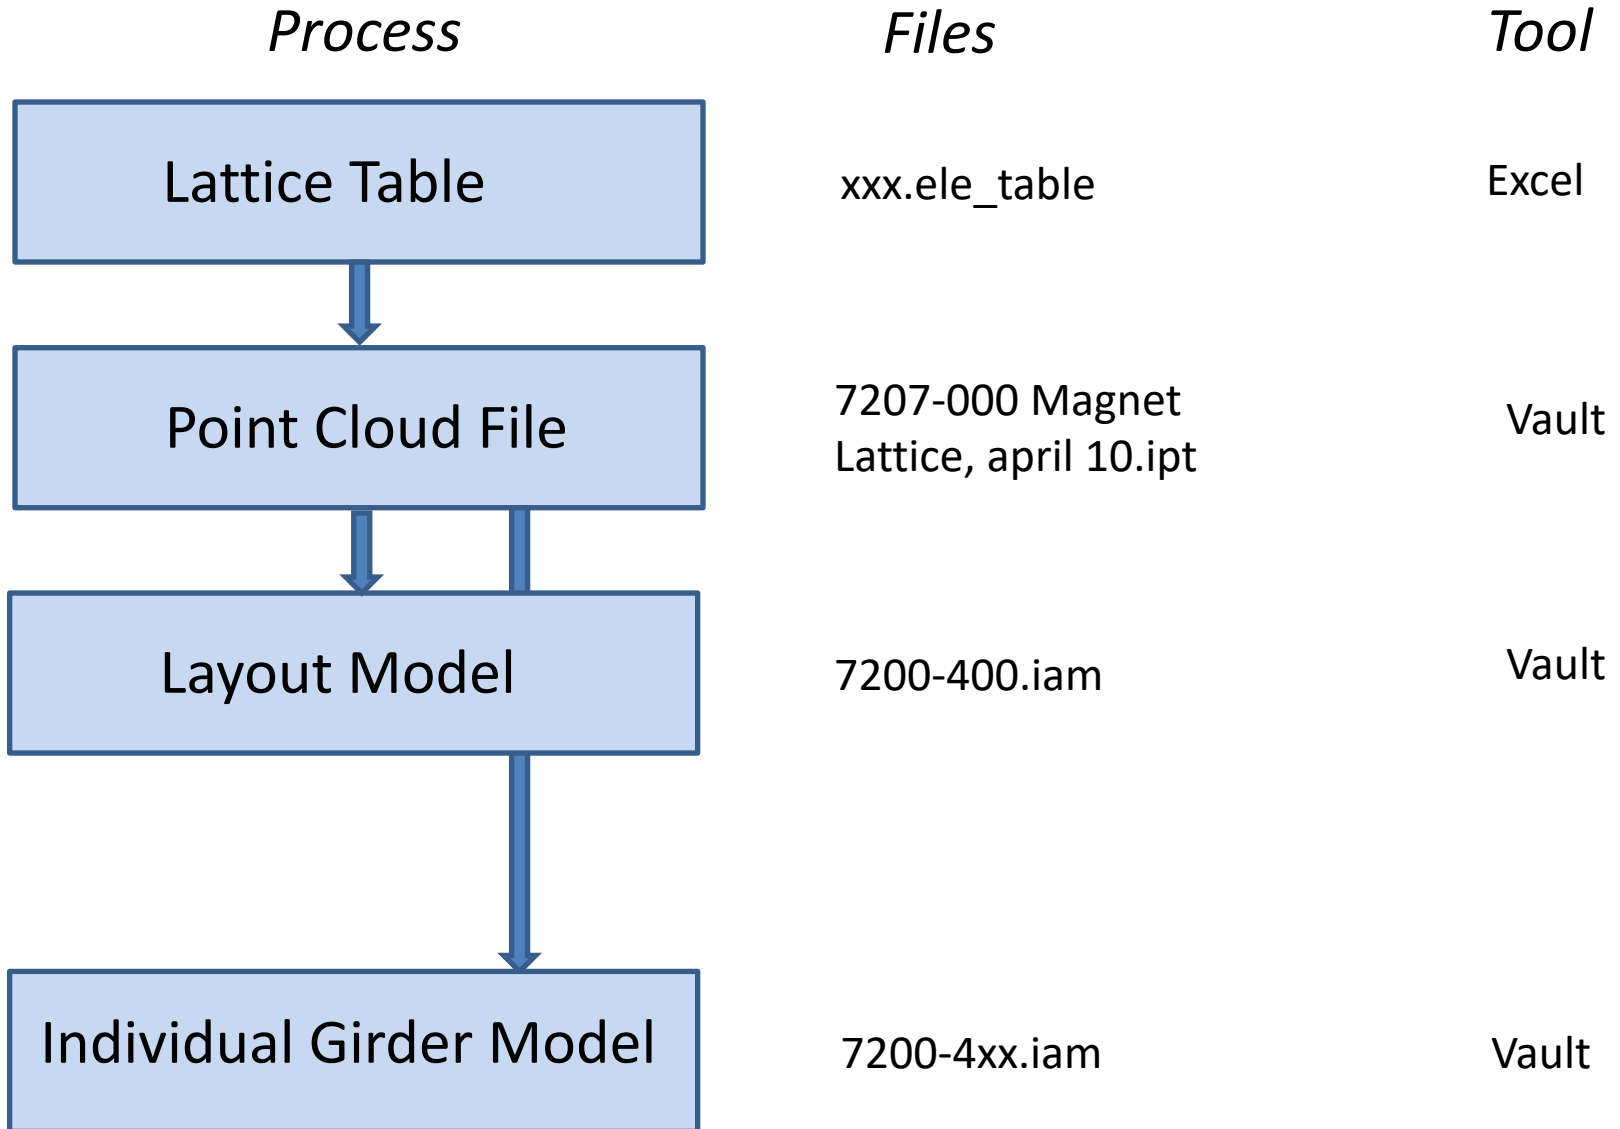 Process Files Tool
Lattice Table xxx.ele_table Excel
Point Cloud File
7207-000 Magnet
Lattice, april 10.ipt
Vault
Layout Model 7200-400.iam Vault
Individual Girder Model 7200-4xx.iam Vault